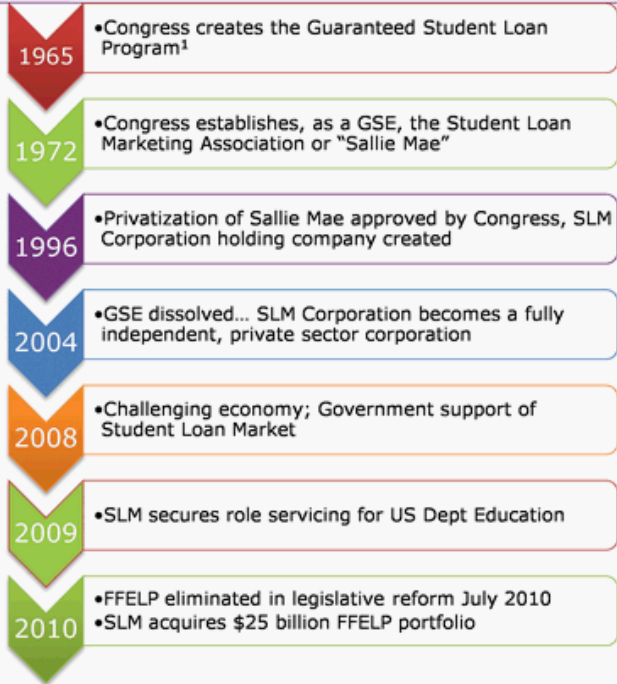 1965
•Congress creates the Guaranteed Student Loan
Program¹
1972
•Congress establishes, as a GSE, the Student Loan
Marketing Association or “Sallie Mae”
1996
•Privatization of Sallie Mae approved by Congress, SLM
Corporation holding company created
2004
•GSE dissolved… SLM Corporation becomes a fully
independent, private sector corporation
2008
•Challenging economy; Government support of
Student Loan Market
2009
•SLM secures role servicing for US Dept Education
2010
•FFELP eliminated in legislative reform July 2010
•SLM acquires $25 billion FFELP portfolio